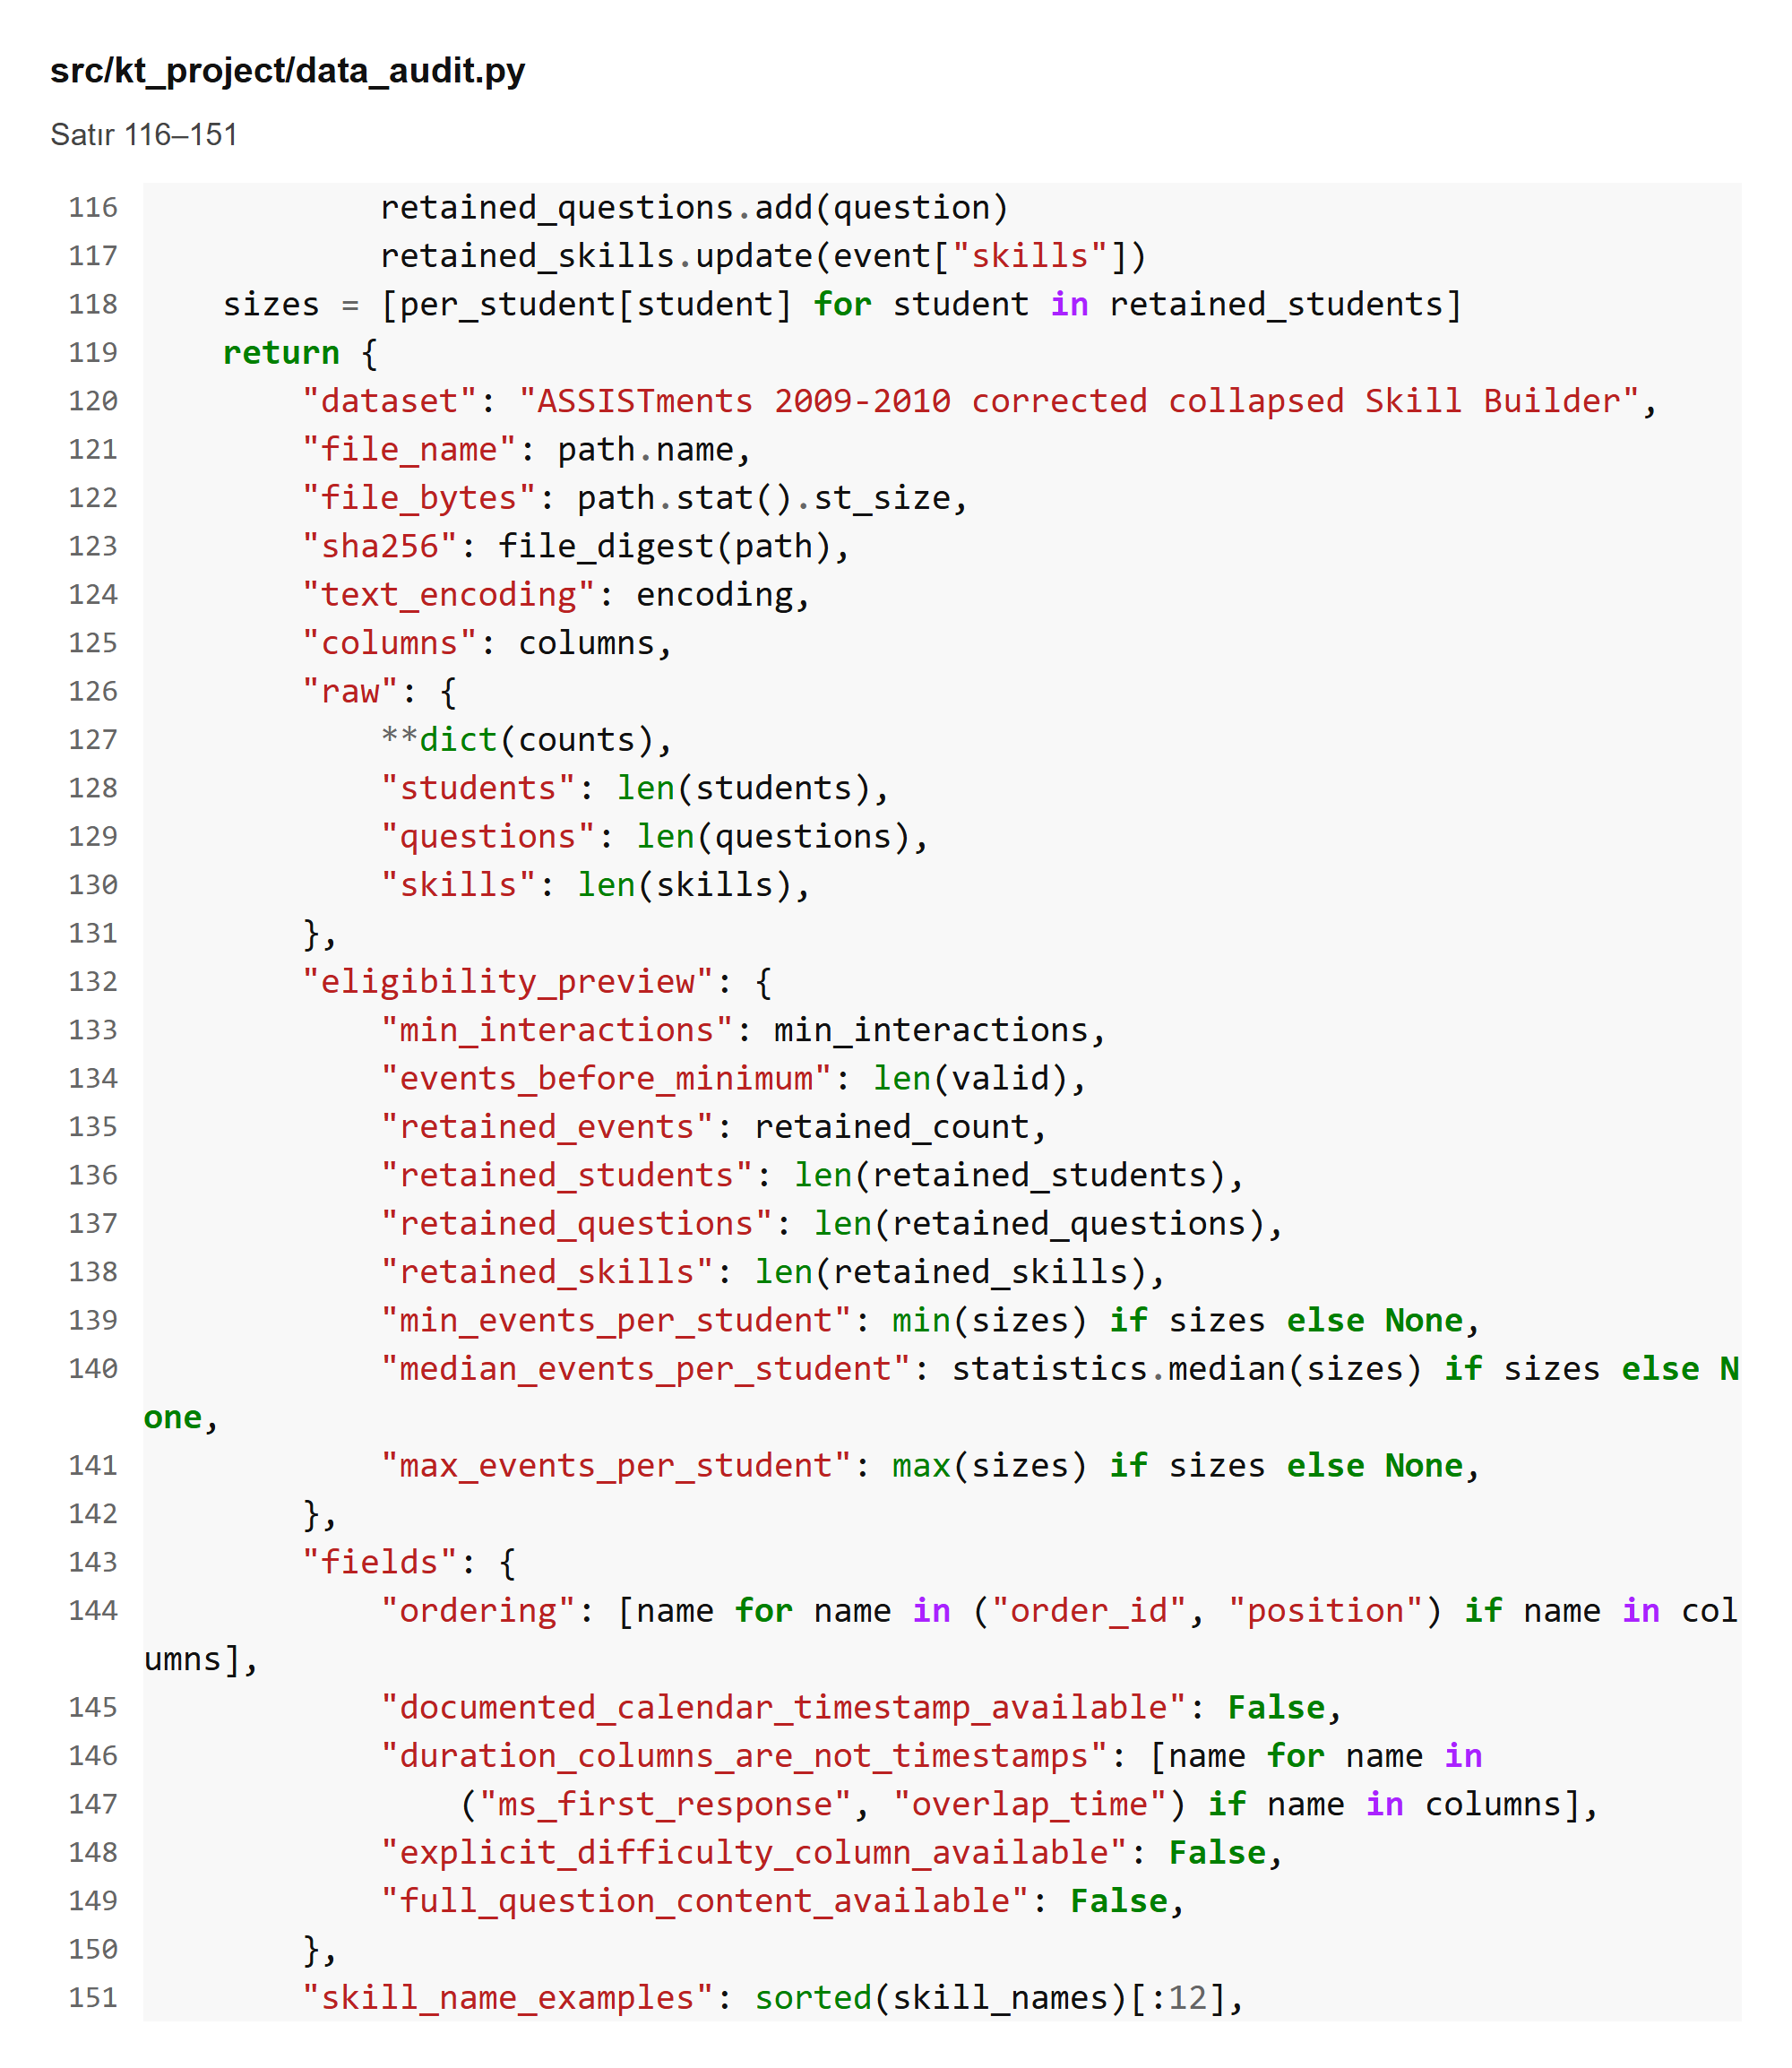 src/kt_project/data_audit.py
Satır 116–151
116             retained_questions.add(question)
117             retained_skills.update(event["skills"])
118     sizes = [per_student[student] for student in retained_students]
119     return {
120         "dataset": "ASSISTments 2009-2010 corrected collapsed Skill Builder",
121         "file_name": path.name,
122         "file_bytes": path.stat().st_size,
123         "sha256": file_digest(path),
124         "text_encoding": encoding,
125         "columns": columns,
126         "raw": {
127             **dict(counts),
128             "students": len(students),
129             "questions": len(questions),
130             "skills": len(skills),
131         },
132         "eligibility_preview": {
133             "min_interactions": min_interactions,
134             "events_before_minimum": len(valid),
135             "retained_events": retained_count,
136             "retained_students": len(retained_students),
137             "retained_questions": len(retained_questions),
138             "retained_skills": len(retained_skills),
139             "min_events_per_student": min(sizes) if sizes else None,
140             "median_events_per_student": statistics.median(sizes) if sizes else N
one,
141             "max_events_per_student": max(sizes) if sizes else None,
142         },
143         "fields": {
144             "ordering": [name for name in ("order_id", "position") if name in col
umns],
145             "documented_calendar_timestamp_available": False,
146             "duration_columns_are_not_timestamps": [name for name in
147                 ("ms_first_response", "overlap_time") if name in columns],
148             "explicit_difficulty_column_available": False,
149             "full_question_content_available": False,
150         },
151         "skill_name_examples": sorted(skill_names)[:12],